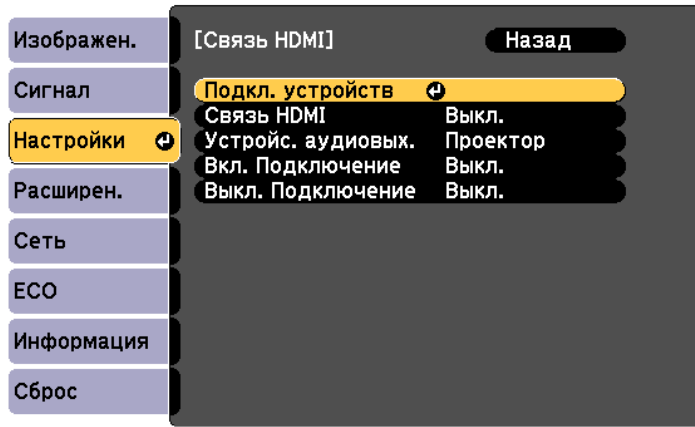 Изображен.
Сигнал
Настройки
Расширен.
Сеть
ECO
Информация
Сброс
[Связь HDMI] Назад
Подкл. устройств
Связь HDMI Выкл.
Устройс. аудиовых. Проектор
Вкл. Подключение Выкл.
Выкл. Подключение Выкл.